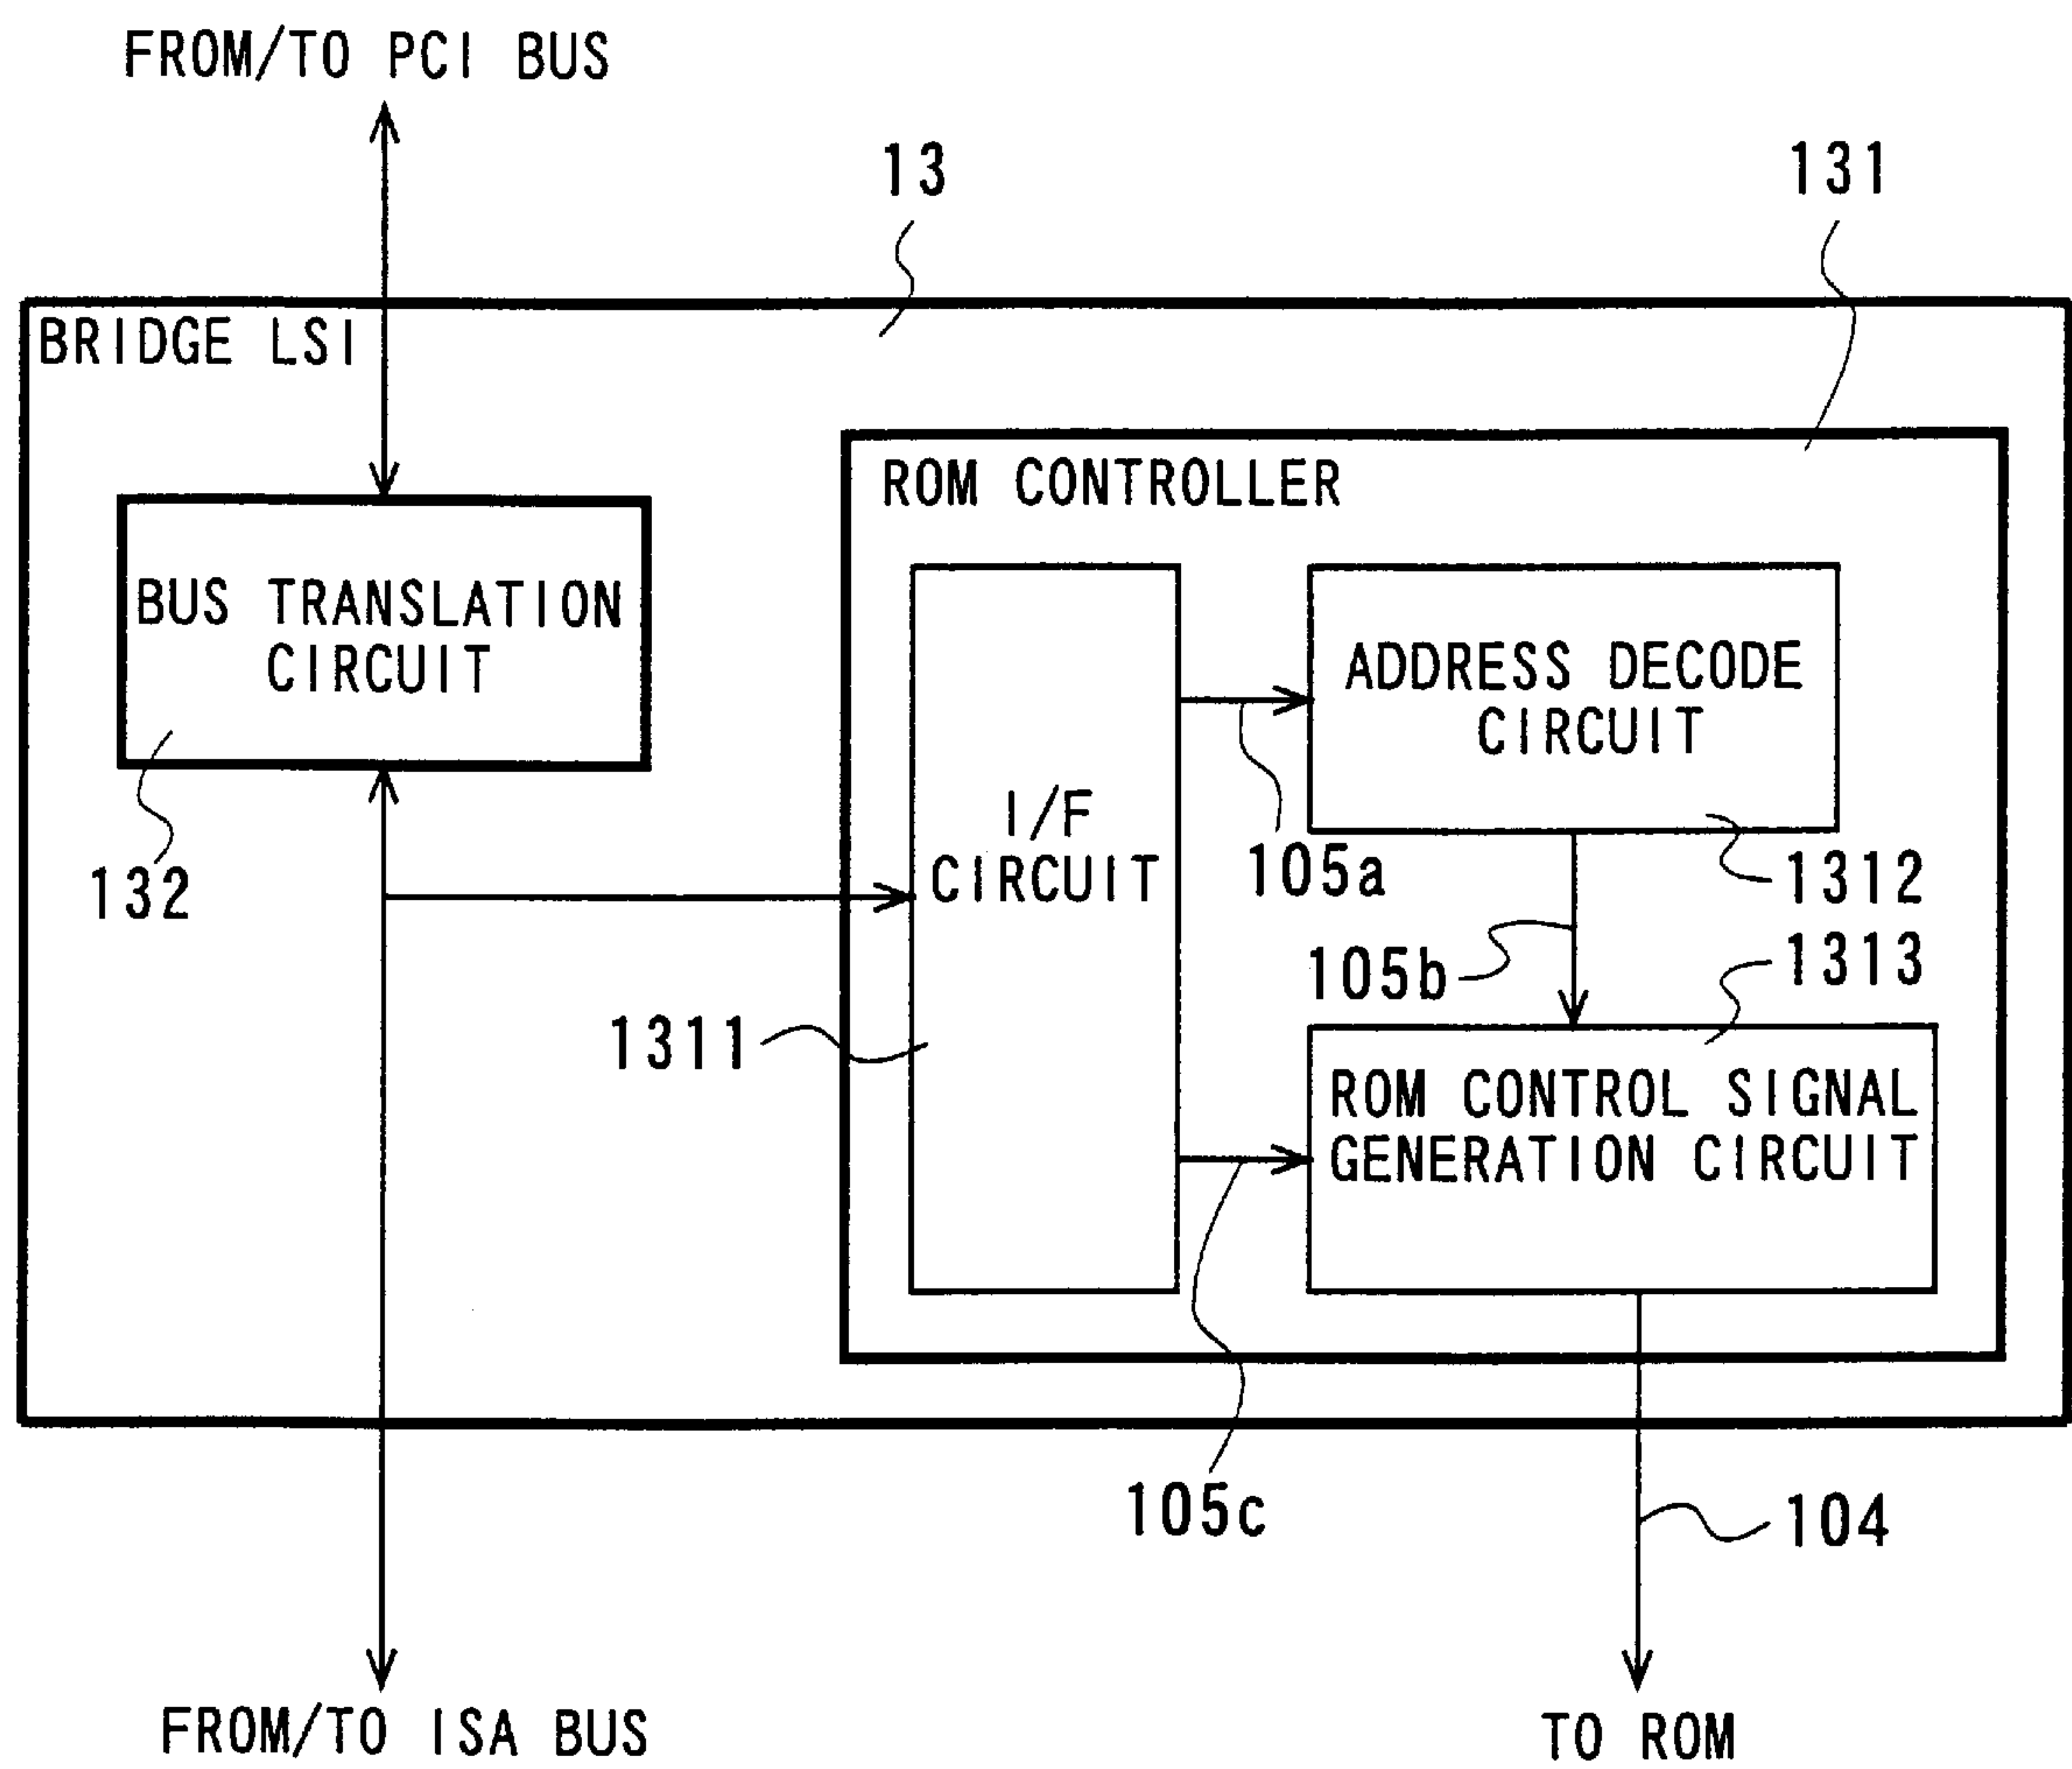 FROM/TO PCI BUS
13
131
BRIDGE LSI
ROM CONTROLLER
BUS TRANSLATION
CIRCUIT
ADDRESS DECODE
CIRCUIT
I/F
CIRCUIT
105a
132
1312
105b
1313
1311
ROM CONTROL SIGNAL
GENERATION CIRCUIT
105c
104
FROM/TO ISA BUS
TO ROM